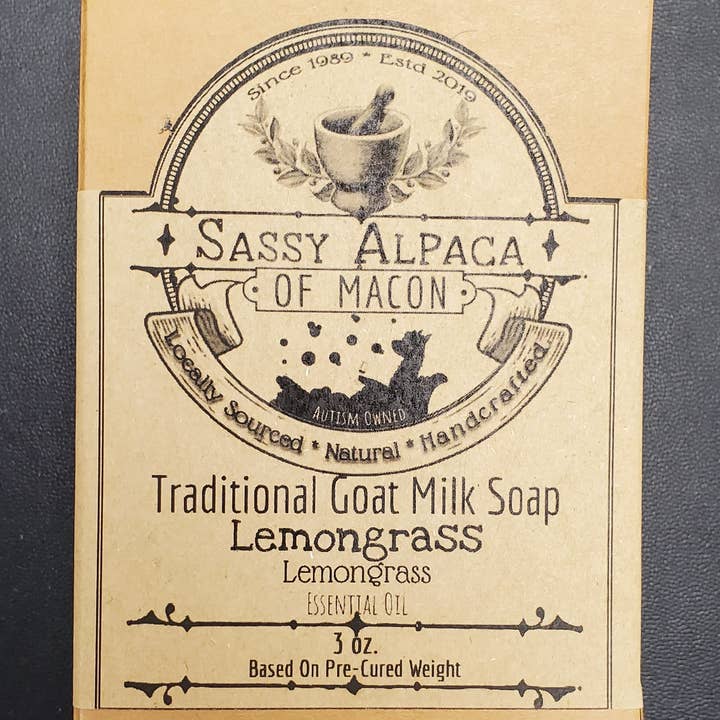 Since 1989 * Estd 2019
Sassy Alpaca
OF MACON
Autism Owned
Locally Sourced * Natural * Handcrafted
Traditional Goat Milk Soap
Lemongrass
Lemongrass
Essential Oil
3 oz.
Based On Pre-Cured Weight